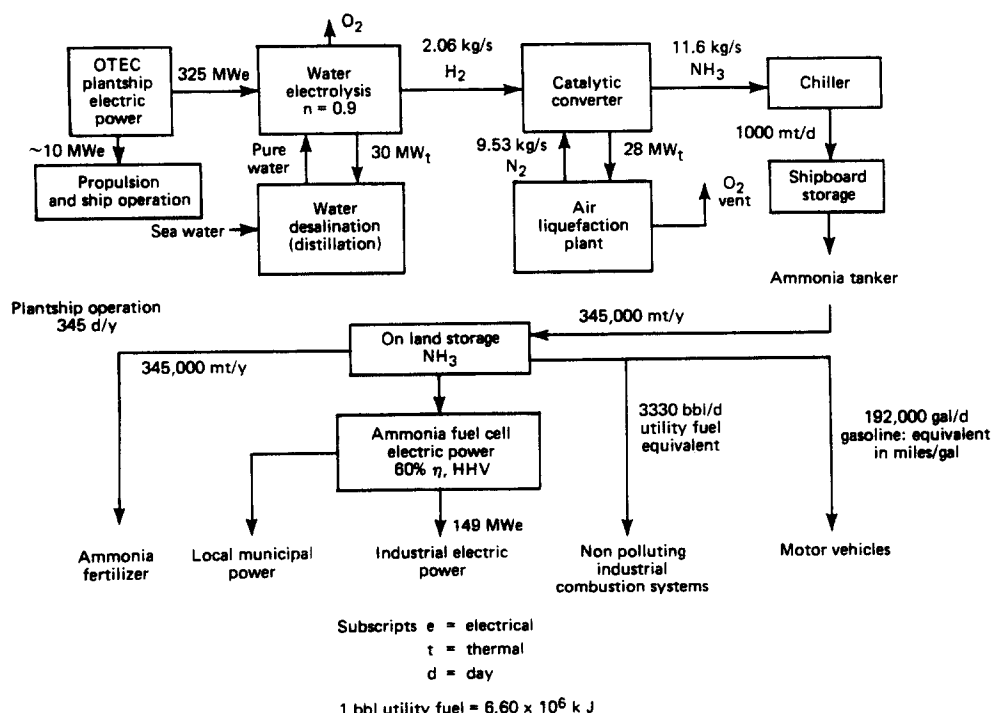 O2
2.06 kg/s
11.6 kg/s
OTEC
plantship
electric
power
325 MWe
Water
electrolysis
n = 0.9
H2
Catalytic
converter
NH3
Chiller
~10 MWe
Pure
water
30 MWt
9.53 kg/s
N2
28 MWt
1000 mt/d
Propulsion
and ship operation
O2
vent
Shipboard
storage
Sea water
Water
desalination
(distillation)
Air
liquefaction
plant
Ammonia tanker
Plantship operation
345 d/y
345,000 mt/y
On land storage
NH3
345,000 mt/y
3330 bbl/d
utility fuel
equivalent
192,000 gal/d
gasoline: equivalent
in miles/gal
Ammonia fuel cell
electric power
60% η, HHV
149 MWe
Ammonia
fertilizer
Local municipal
power
Industrial electric
power
Non polluting
industrial
combustion systems
Motor vehicles
Subscripts e = electrical
t = thermal
d = day
1 bbl utility fuel = 6.60 x 10^6 k J